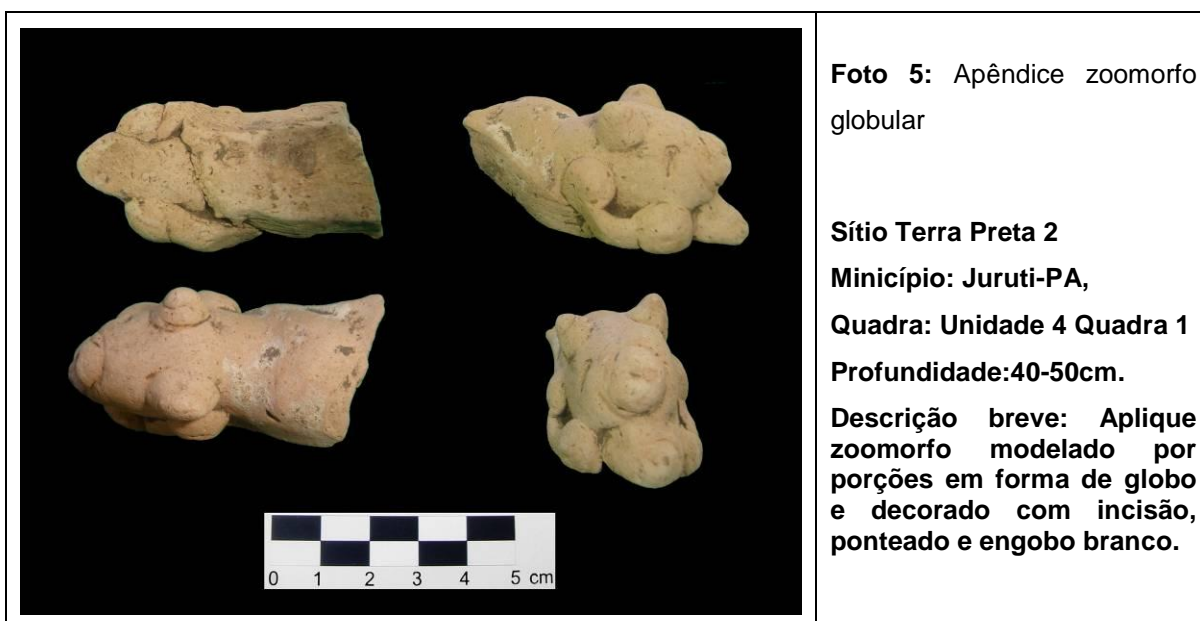 Foto 5: Apêndice zoomorfo
globular
Sítio Terra Preta 2
Minicípio: Juruti-PA,
Quadra: Unidade 4 Quadra 1
Profundidade:40-50cm.
Descrição breve: Aplique
zoomorfo modelado por
porções em forma de globo
e decorado com incisão,
ponteado e engobo branco.
0 1 2 3 4 5 cm